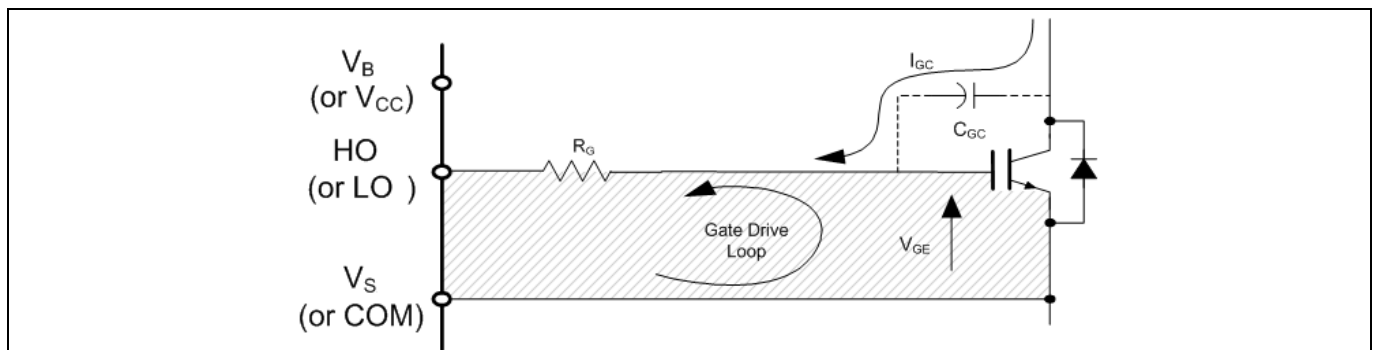 V_B
(or V_CC)
HO
(or LO )
V_S
(or COM)
R_G
I_GC
C_GC
Gate Drive
Loop
V_GE